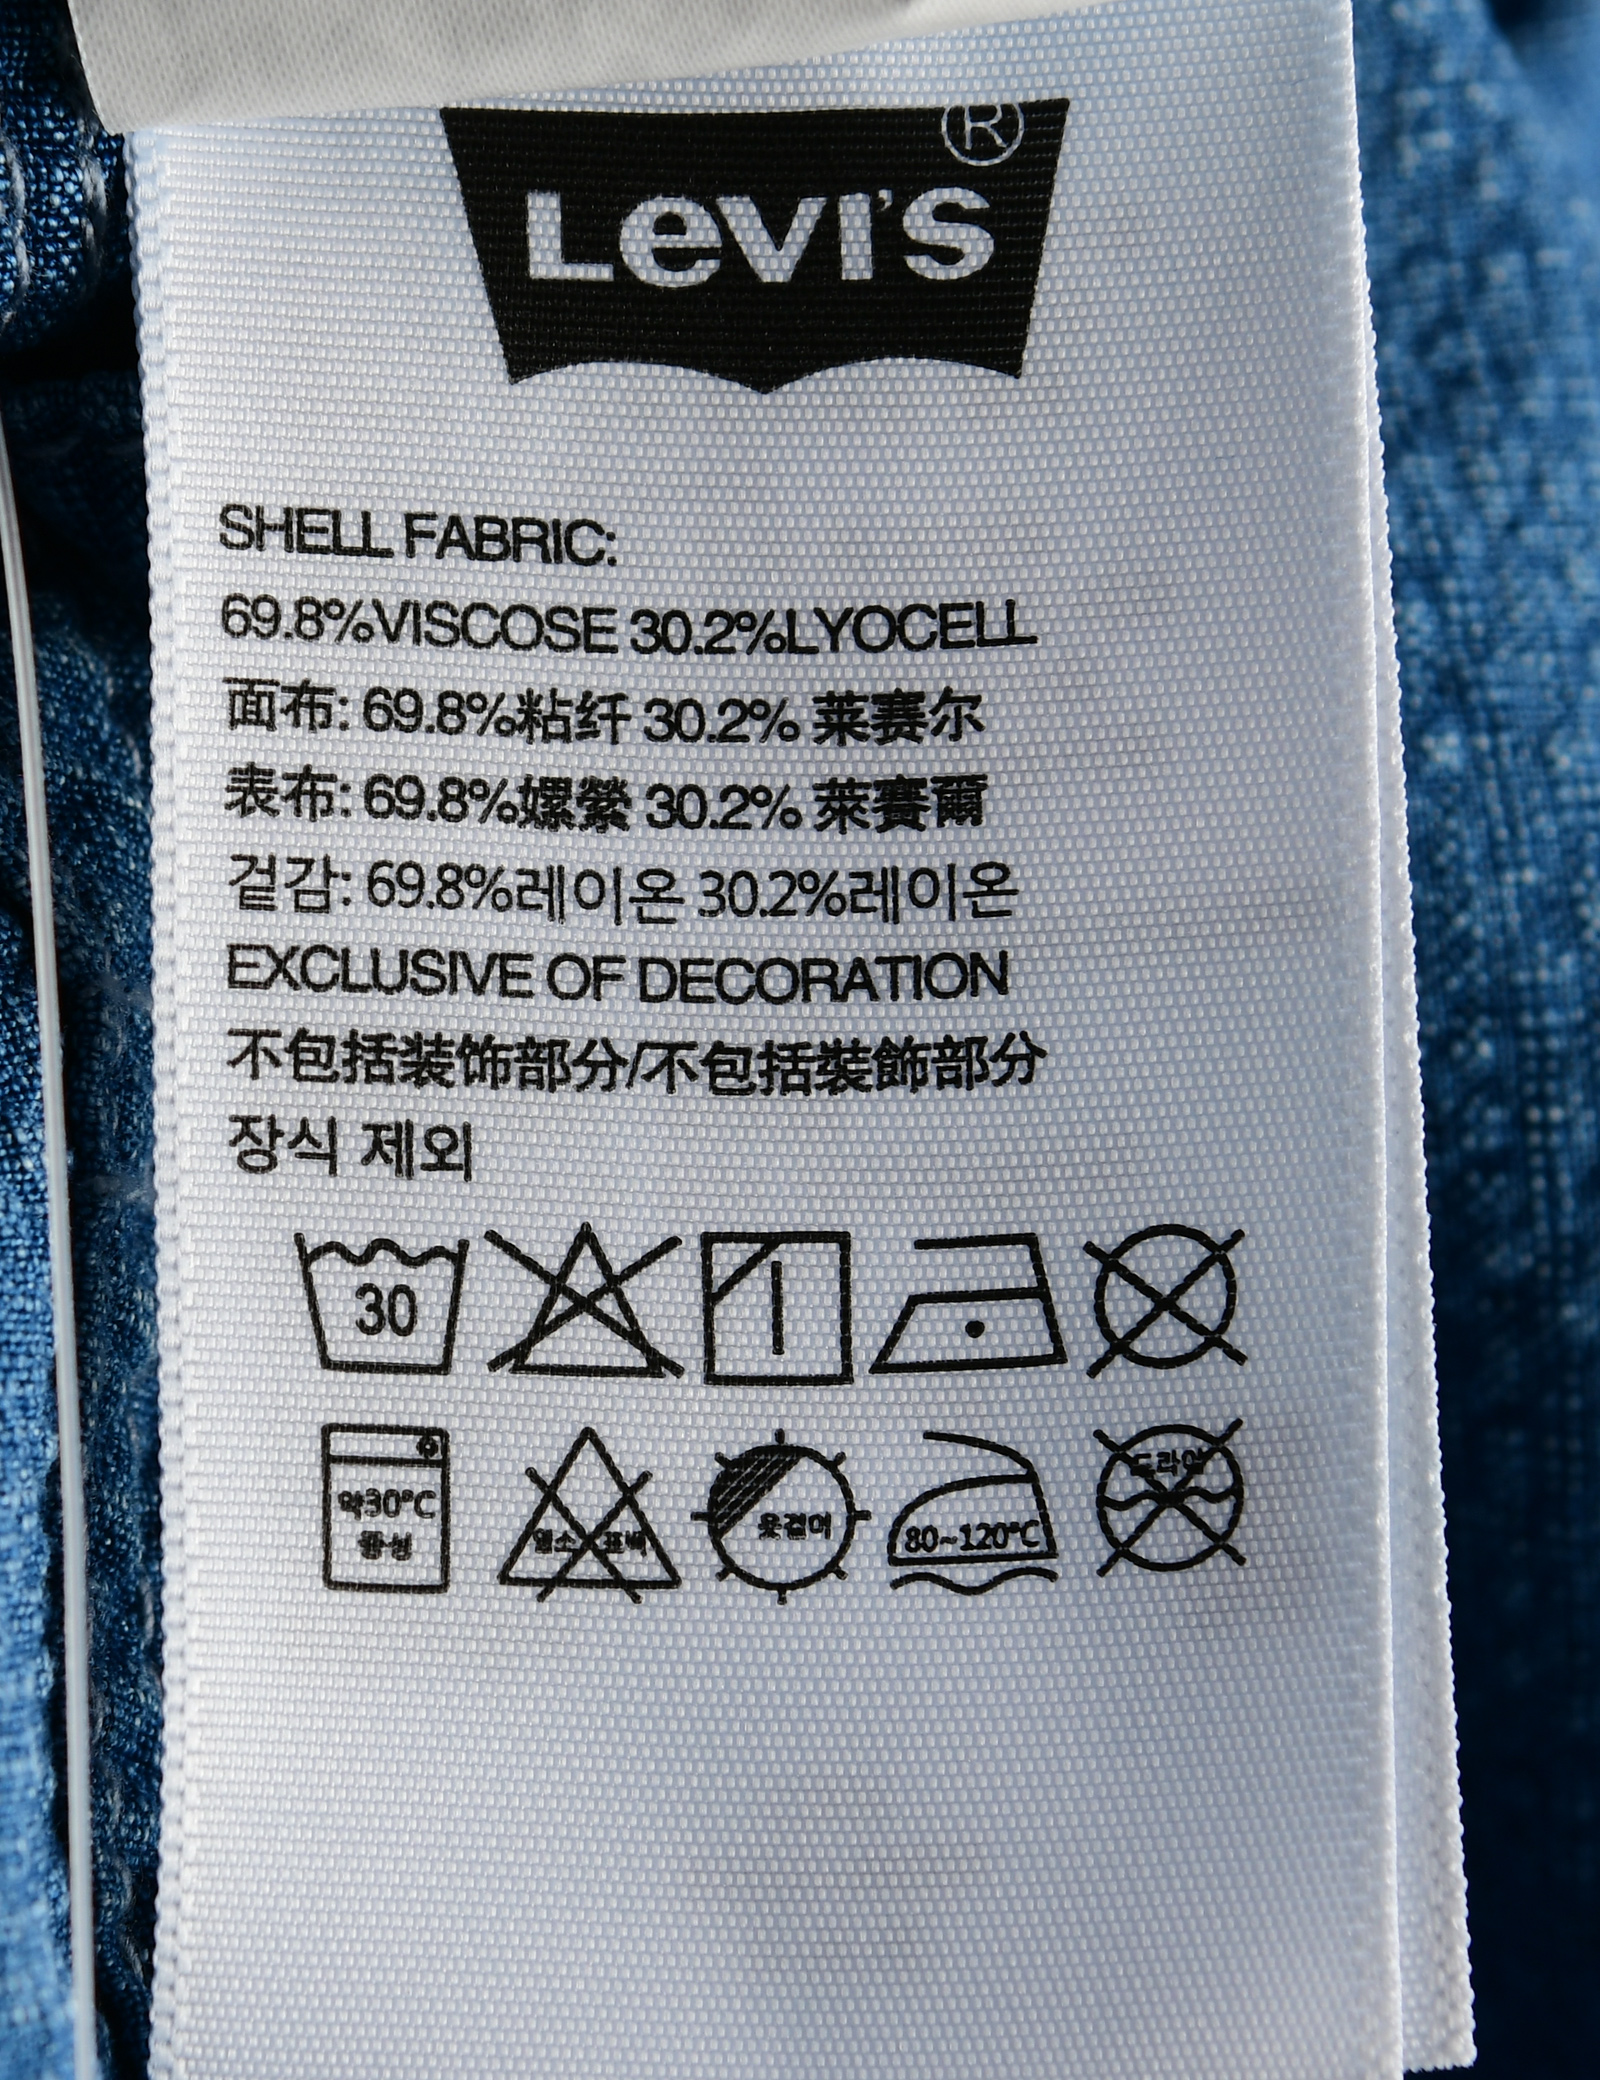 LEVI'S ®
SHELL FABRIC:
69.8%VISCOSE 30.2%LYOCELL
面布: 69.8%粘纤 30.2% 莱赛尔
表布: 69.8%嫘縈 30.2% 萊賽爾
겉감: 69.8%레이온 30.2%레이온
EXCLUSIVE OF DECORATION
不包括装饰部分/不包括裝飾部分
장식 제외
30
약30°C 염소 표백 옷걸이 80~120°C 드라이
중성